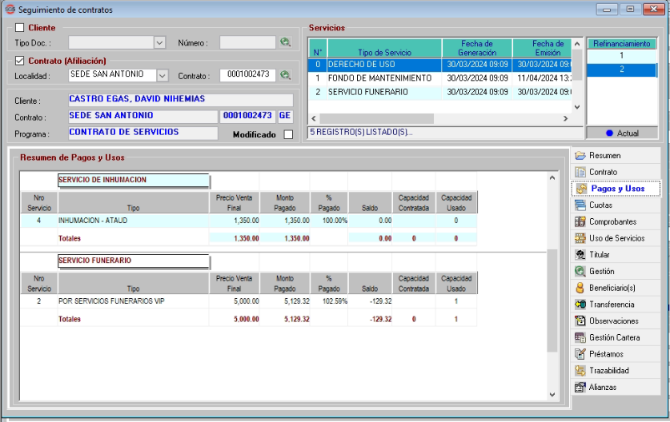 Seguimiento de contratos
Cliente
Tipo Doc. :
Número :
Contrato (Afiliación)
Localidad : SEDE SAN ANTONIO Contrato : 0001002473
Cliente : CASTRO EGAS, DAVID NIHEMIAS
Contrato : SEDE SAN ANTONIO 0001002473 GE
Programa : CONTRATO DE SERVICIOS Modificado
Servicios
N° Tipo de Servicio Fecha de Generación Fecha de Emisión
0 DERECHO DE USO 30/03/2024 09:09 30/03/2024 09:0
1 FONDO DE MANTENIMIENTO 30/03/2024 09:09 11/04/2024 13:
2 SERVICIO FUNERARIO 30/03/2024 09:09 30/03/2024 09:0
5 REGISTRO(S) LISTADO(S)...
Refinanciamiento
1
2
Actual
Resumen de Pagos y Usos
SERVICIO DE INHUMACION
Nro Servicio Tipo Precio Venta Final Monto Pagado % Pagado Saldo Capacidad Contratada Capacidad Usado
4 INHUMACION - ATAUD 1,350.00 1,350.00 100.00% 0.00 0
Totales 1,350.00 1,350.00 0.00 0 0
SERVICIO FUNERARIO
Nro Servicio Tipo Precio Venta Final Monto Pagado % Pagado Saldo Capacidad Contratada Capacidad Usado
2 POR SERVICIOS FUNERARIOS VIP 5,000.00 5,129.32 102.59% -129.32 1
Totales 5,000.00 5,129.32 -129.32 0 1
Resumen
Contrato
Pagos y Usos
Cuotas
Comprobantes
Uso de Servicios
Titular
Gestión
Beneficiario(s)
Transferencia
Observaciones
Gestión Cartera
Préstamos
Trazabilidad
Alianzas